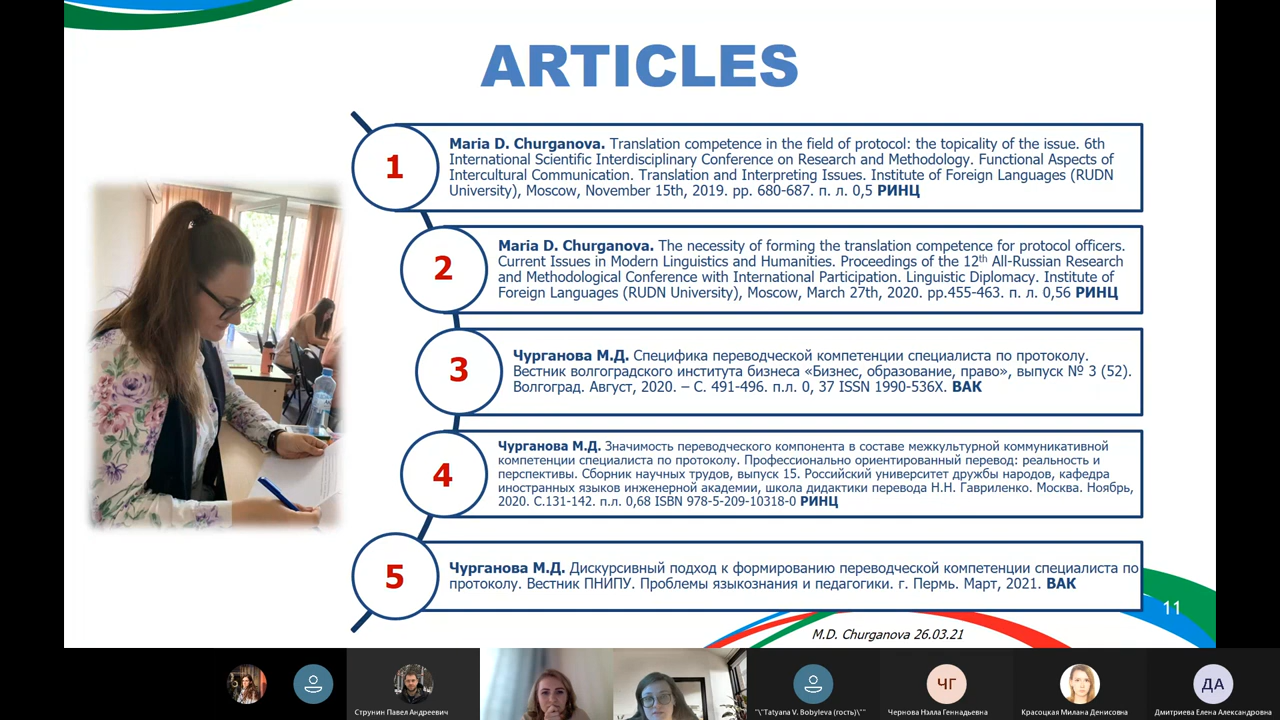 ARTICLES
1
Maria D. Churganova. Translation competence in the field of protocol: the topicality of the issue. 6th
International Scientific Interdisciplinary Conference on Research and Methodology. Functional Aspects of
Intercultural Communication. Translation and Interpreting Issues. Institute of Foreign Languages (RUDN
University), Moscow, November 15th, 2019. pp. 680-687. п. л. 0,5 РИНЦ
2
Maria D. Churganova. The necessity of forming the translation competence for protocol officers.
Current Issues in Modern Linguistics and Humanities. Proceedings of the 12th All-Russian Research
and Methodological Conference with International Participation. Linguistic Diplomacy. Institute of
Foreign Languages (RUDN University), Moscow, March 27th, 2020. pp.455-463. п. л. 0,56 РИНЦ
3
Чурганова М.Д. Специфика переводческой компетенции специалиста по протоколу.
Вестник волгоградского института бизнеса «Бизнес, образование, право», выпуск № 3 (52).
Волгоград. Август, 2020. – С. 491-496. п.л. 0, 37 ISSN 1990-536X. ВАК
4
Чурганова М.Д. Значимость переводческого компонента в составе межкультурной коммуникативной
компетенции специалиста по протоколу. Профессионально ориентированный перевод: реальность и
перспективы. Сборник научных трудов, выпуск 15. Российский университет дружбы народов, кафедра
иностранных языков инженерной академии, школа дидактики перевода Н.Н. Гавриленко. Москва. Ноябрь,
2020. С.131-142. п.л. 0,68 ISBN 978-5-209-10318-0 РИНЦ
5
Чурганова М.Д. Дискурсивный подход к формированию переводческой компетенции специалиста по
протоколу. Вестник ПНИПУ. Проблемы языкознания и педагогики. г. Пермь. Март, 2021. ВАК
11
M.D. Churganova 26.03.21
ЧГ
ДА
Струнин Павел Андреевич
"\"Tatyana V. Bobyleva (гость)\""
Чернова Нэлла Геннадьевна
Красоцкая Милана Денисовна
Дмитриева Елена Александровна